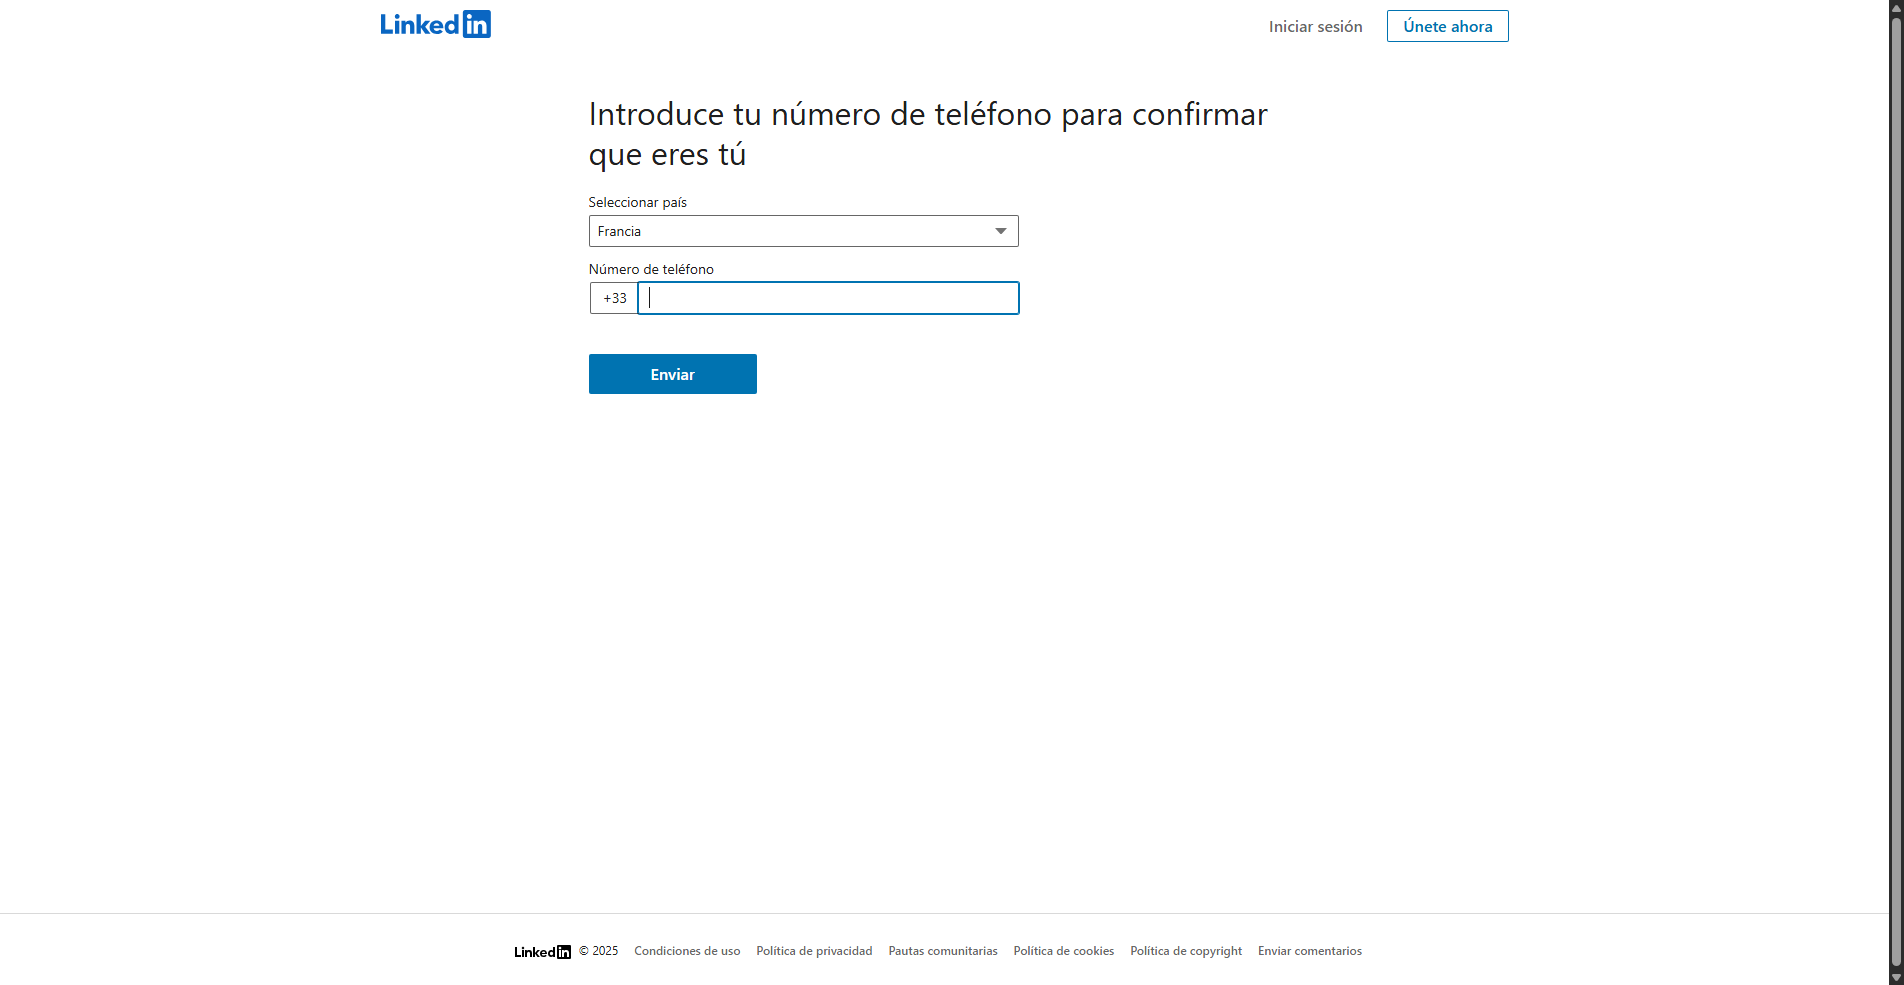 LinkedIn
Iniciar sesión
Únete ahora
Introduce tu número de teléfono para confirmar
que eres tú
Seleccionar país
Francia
Número de teléfono
+33
Enviar
LinkedIn © 2025 Condiciones de uso Política de privacidad Pautas comunitarias Política de cookies Política de copyright Enviar comentarios